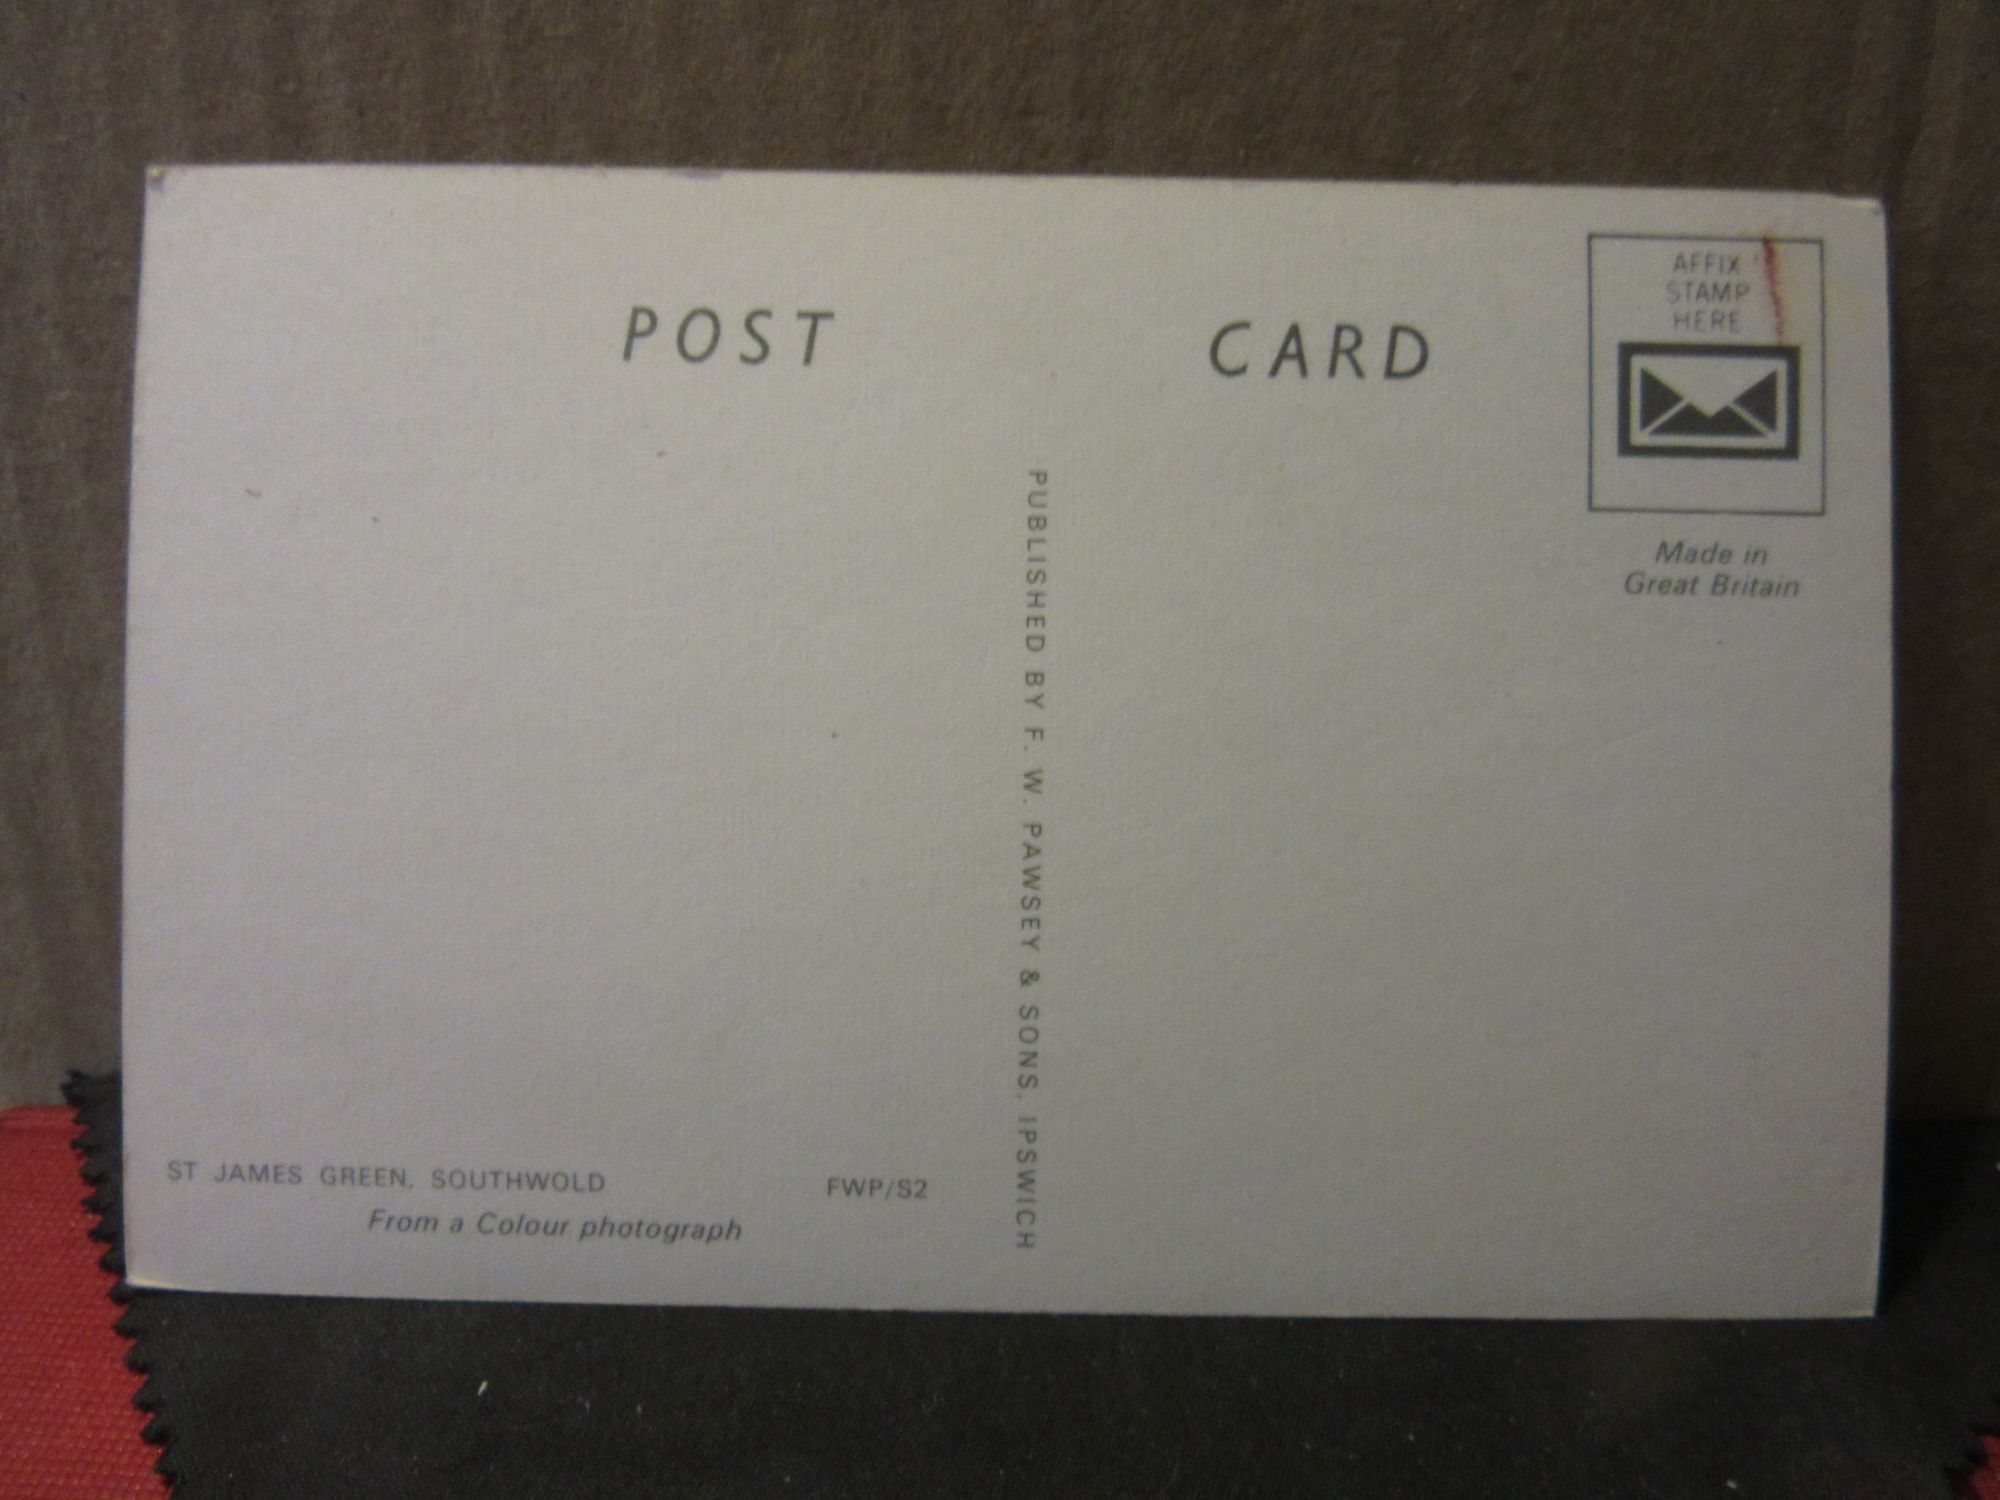 POST CARD
AFFIX
STAMP
HERE
Made in
Great Britain
PUBLISHED BY F. W. PAWSEY & SONS, IPSWICH
ST JAMES GREEN, SOUTHWOLD FWP/S2
From a Colour photograph